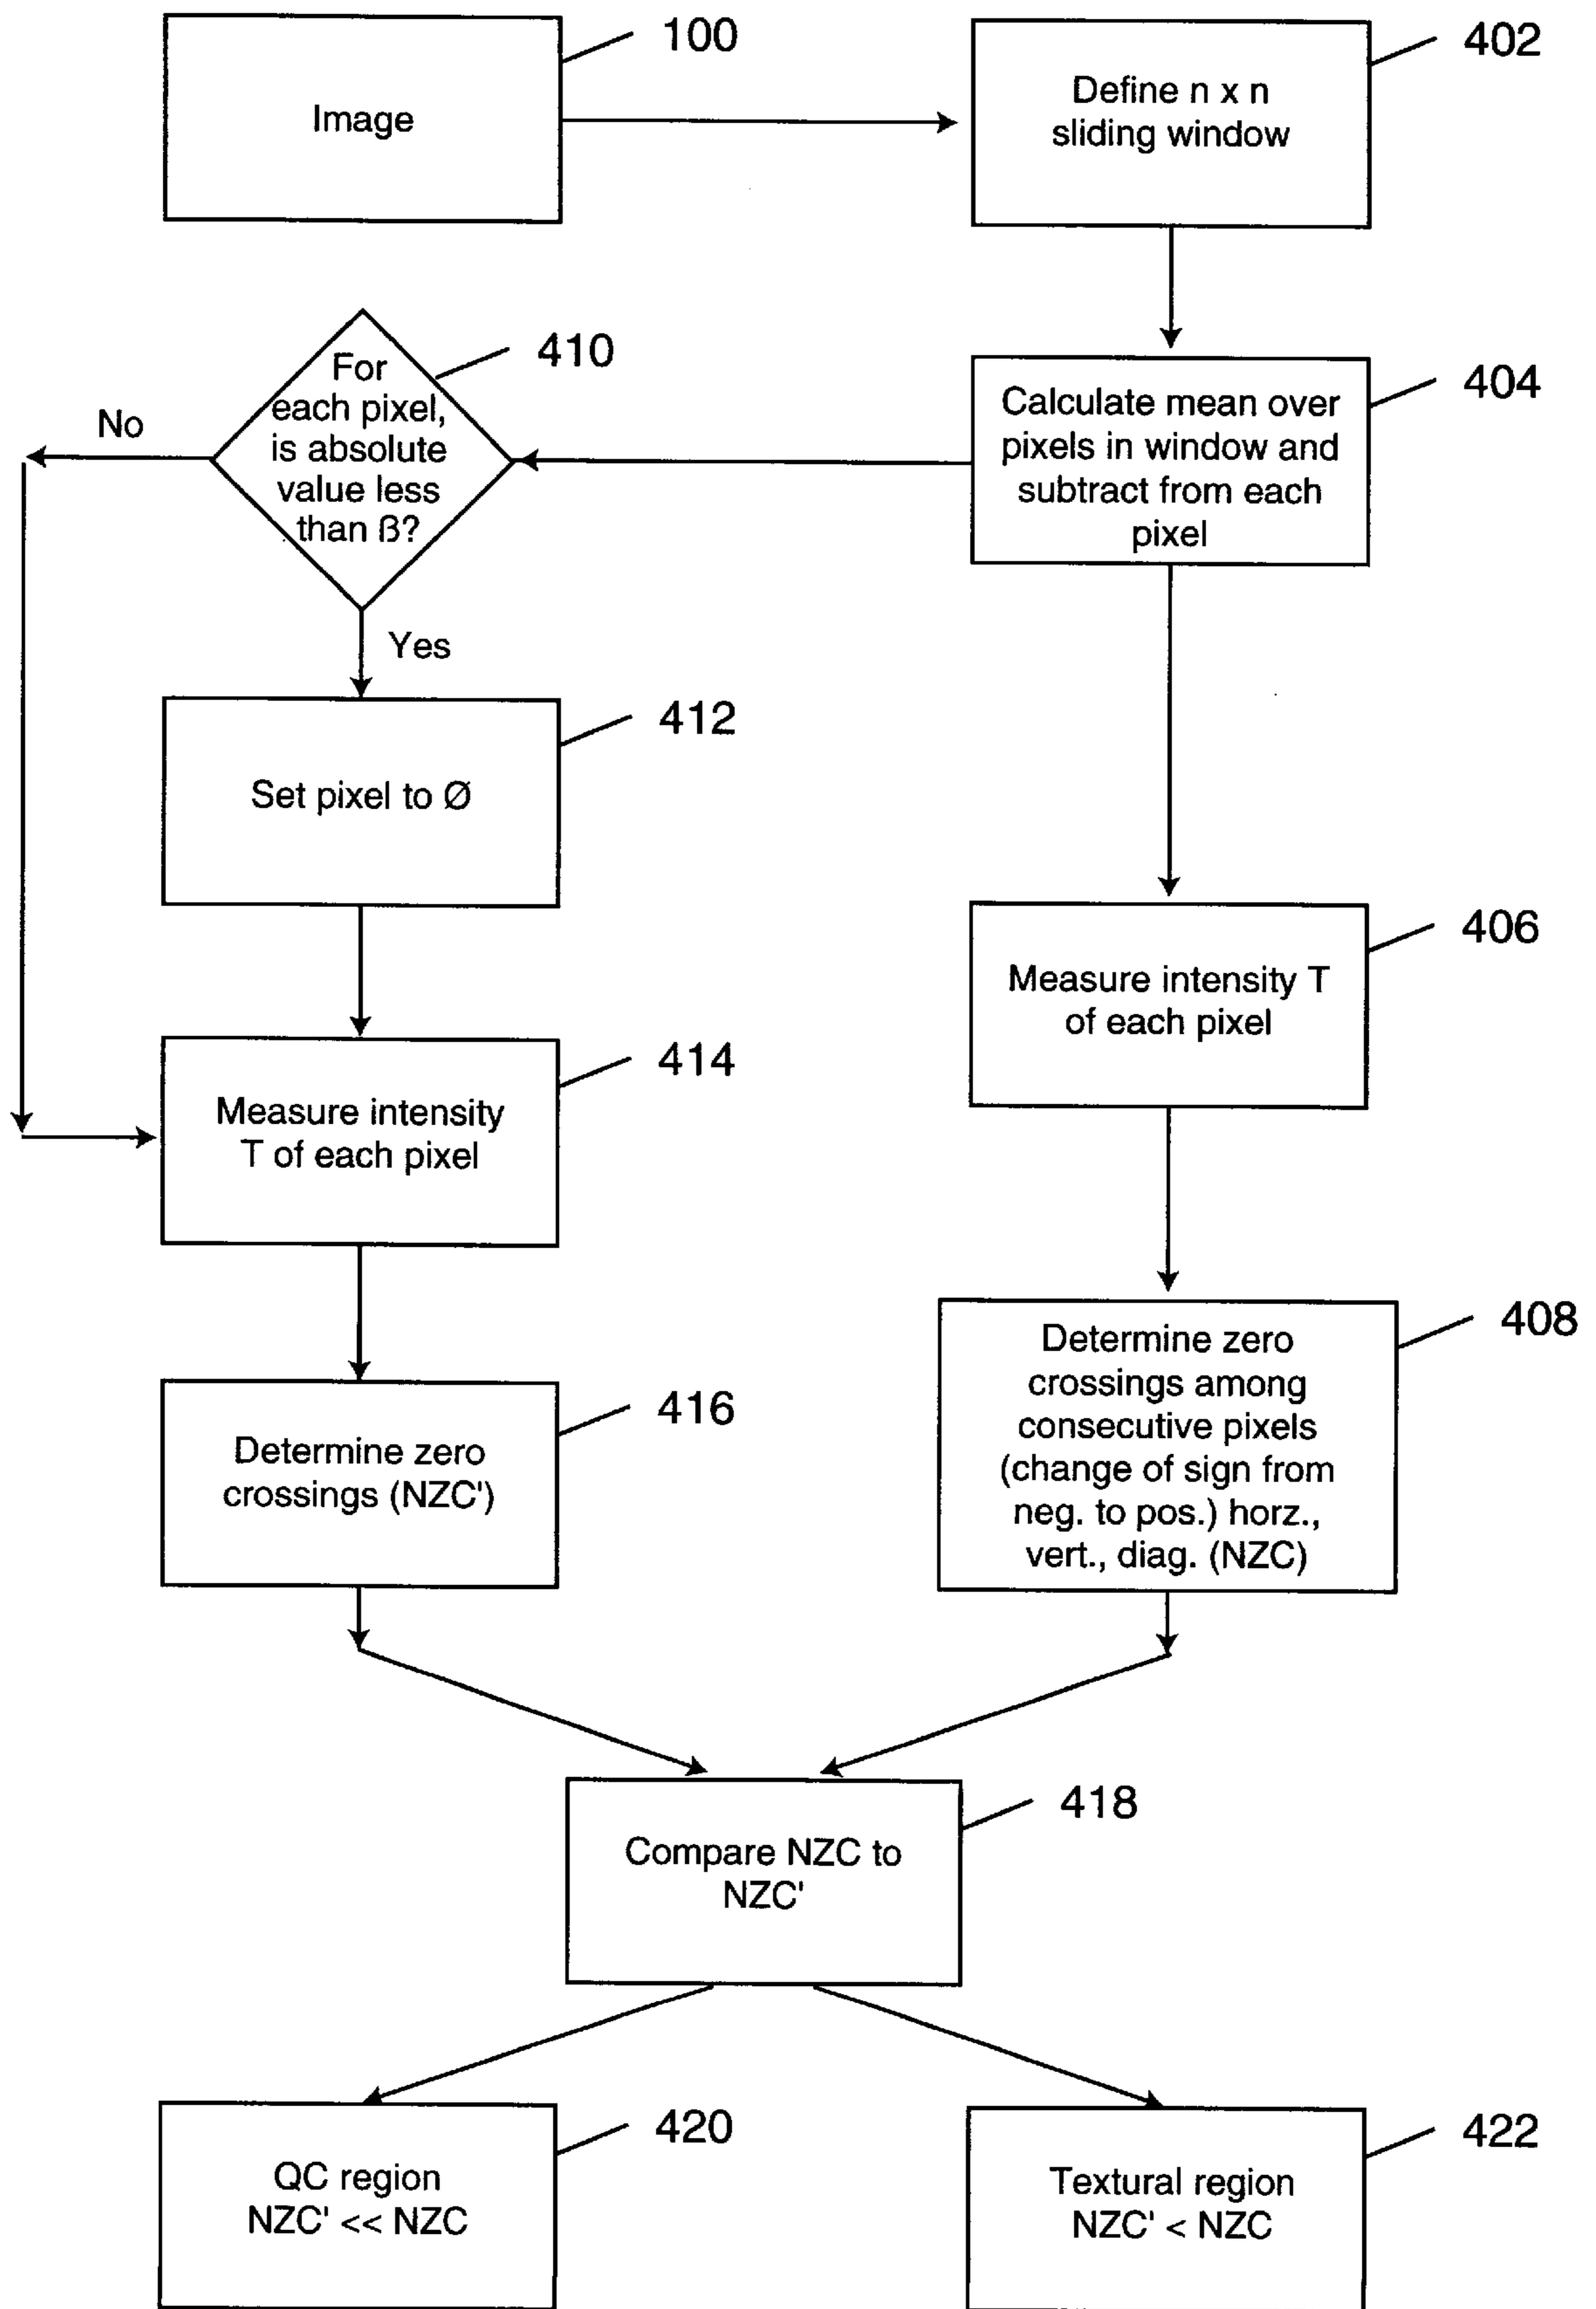 100
Image
402
Define n x n
sliding window
404
Calculate mean over
pixels in window and
subtract from each
pixel
410
For
each pixel,
is absolute
value less
than ß?
No
Yes
412
Set pixel to Ø
406
Measure intensity T
of each pixel
414
Measure intensity
T of each pixel
408
Determine zero
crossings among
consecutive pixels
(change of sign from
neg. to pos.) horz.,
vert., diag. (NZC)
416
Determine zero
crossings (NZC')
418
Compare NZC to
NZC'
420
QC region
NZC' << NZC
422
Textural region
NZC' < NZC